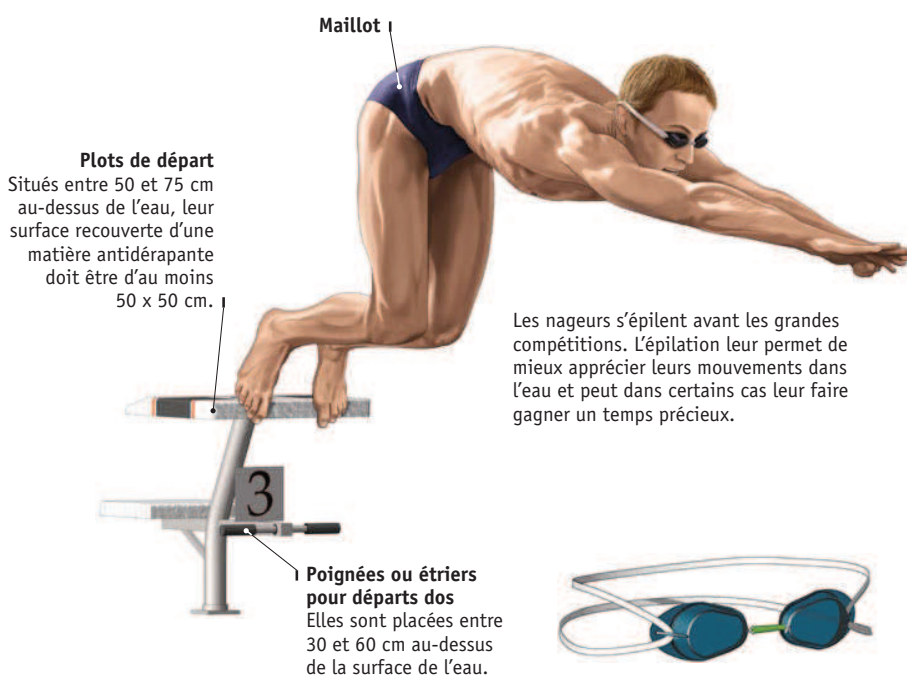 Maillot
Plots de départ
Situés entre 50 et 75 cm
au-dessus de l’eau, leur
surface recouverte d’une
matière antidérapante
doit être d’au moins
50 x 50 cm.
Les nageurs s’épilent avant les grandes
compétitions. L’épilation leur permet de
mieux apprécier leurs mouvements dans
l’eau et peut dans certains cas leur faire
gagner un temps précieux.
3
Poignées ou étriers
pour départs dos
Elles sont placées entre
30 et 60 cm au-dessus
de la surface de l’eau.